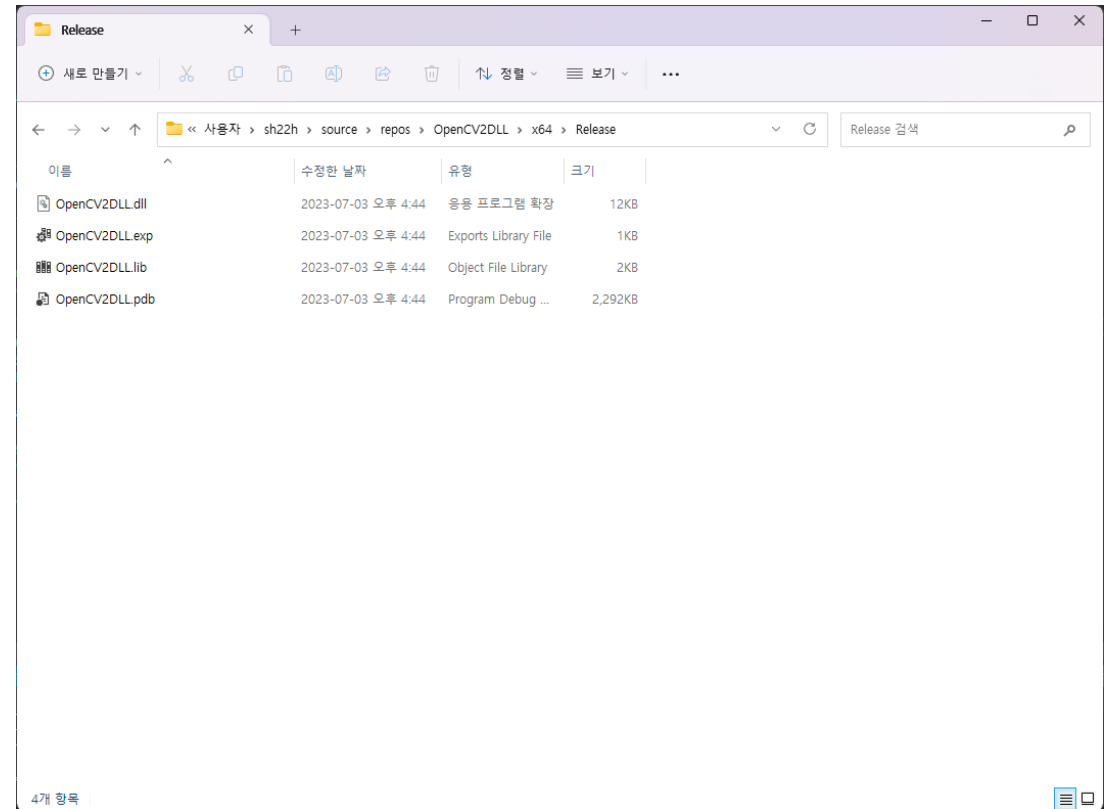 Release
새로 만들기 정렬 보기
« 사용자 › sh22h › source › repos › OpenCV2DLL › x64 › Release Release 검색
이름 수정한 날짜 유형 크기
OpenCV2DLL.dll 2023-07-03 오후 4:44 응용 프로그램 확장 12KB
OpenCV2DLL.exp 2023-07-03 오후 4:44 Exports Library File 1KB
OpenCV2DLL.lib 2023-07-03 오후 4:44 Object File Library 2KB
OpenCV2DLL.pdb 2023-07-03 오후 4:44 Program Debug ... 2,292KB
4개 항목